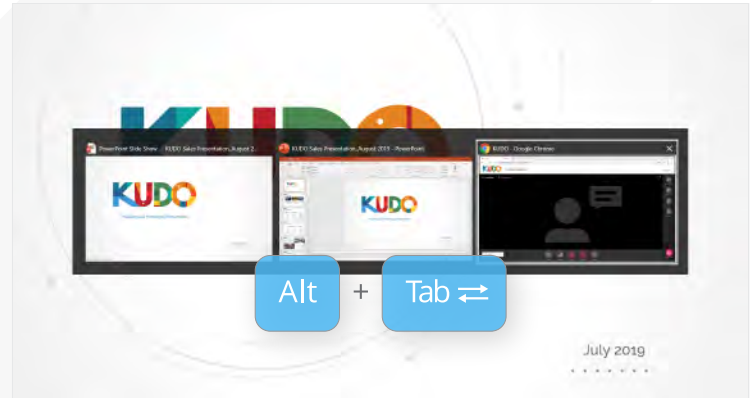 KUDO
PowerPoint Slide Show - KUDO Sales Presentation_August 2...
KUDO Sales Presentation_August 2019 - PowerPoint
KUDO - Google Chrome
KUDO
KUDO
KUDO
Alt + Tab
July 2019